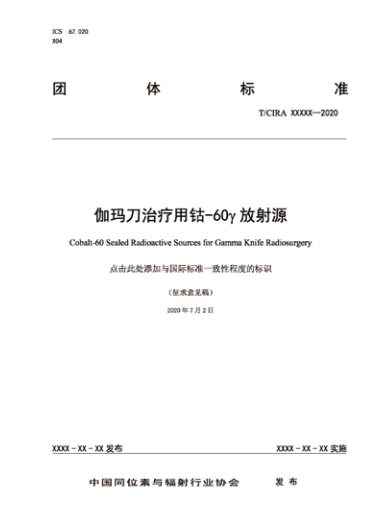 ICS 67.020
X04
团体标准
T/CIRA XXXXX—2020
伽玛刀治疗用钴-60γ放射源
Cobalt-60 Sealed Radioactive Sources for Gamma Knife Radiosurgery
点击此处添加与国际标准一致性程度的标识
（征求意见稿）
2020年7月2日
XXXX-XX-XX发布 XXXX-XX-XX实施
中国同位素与辐射行业协会 发布